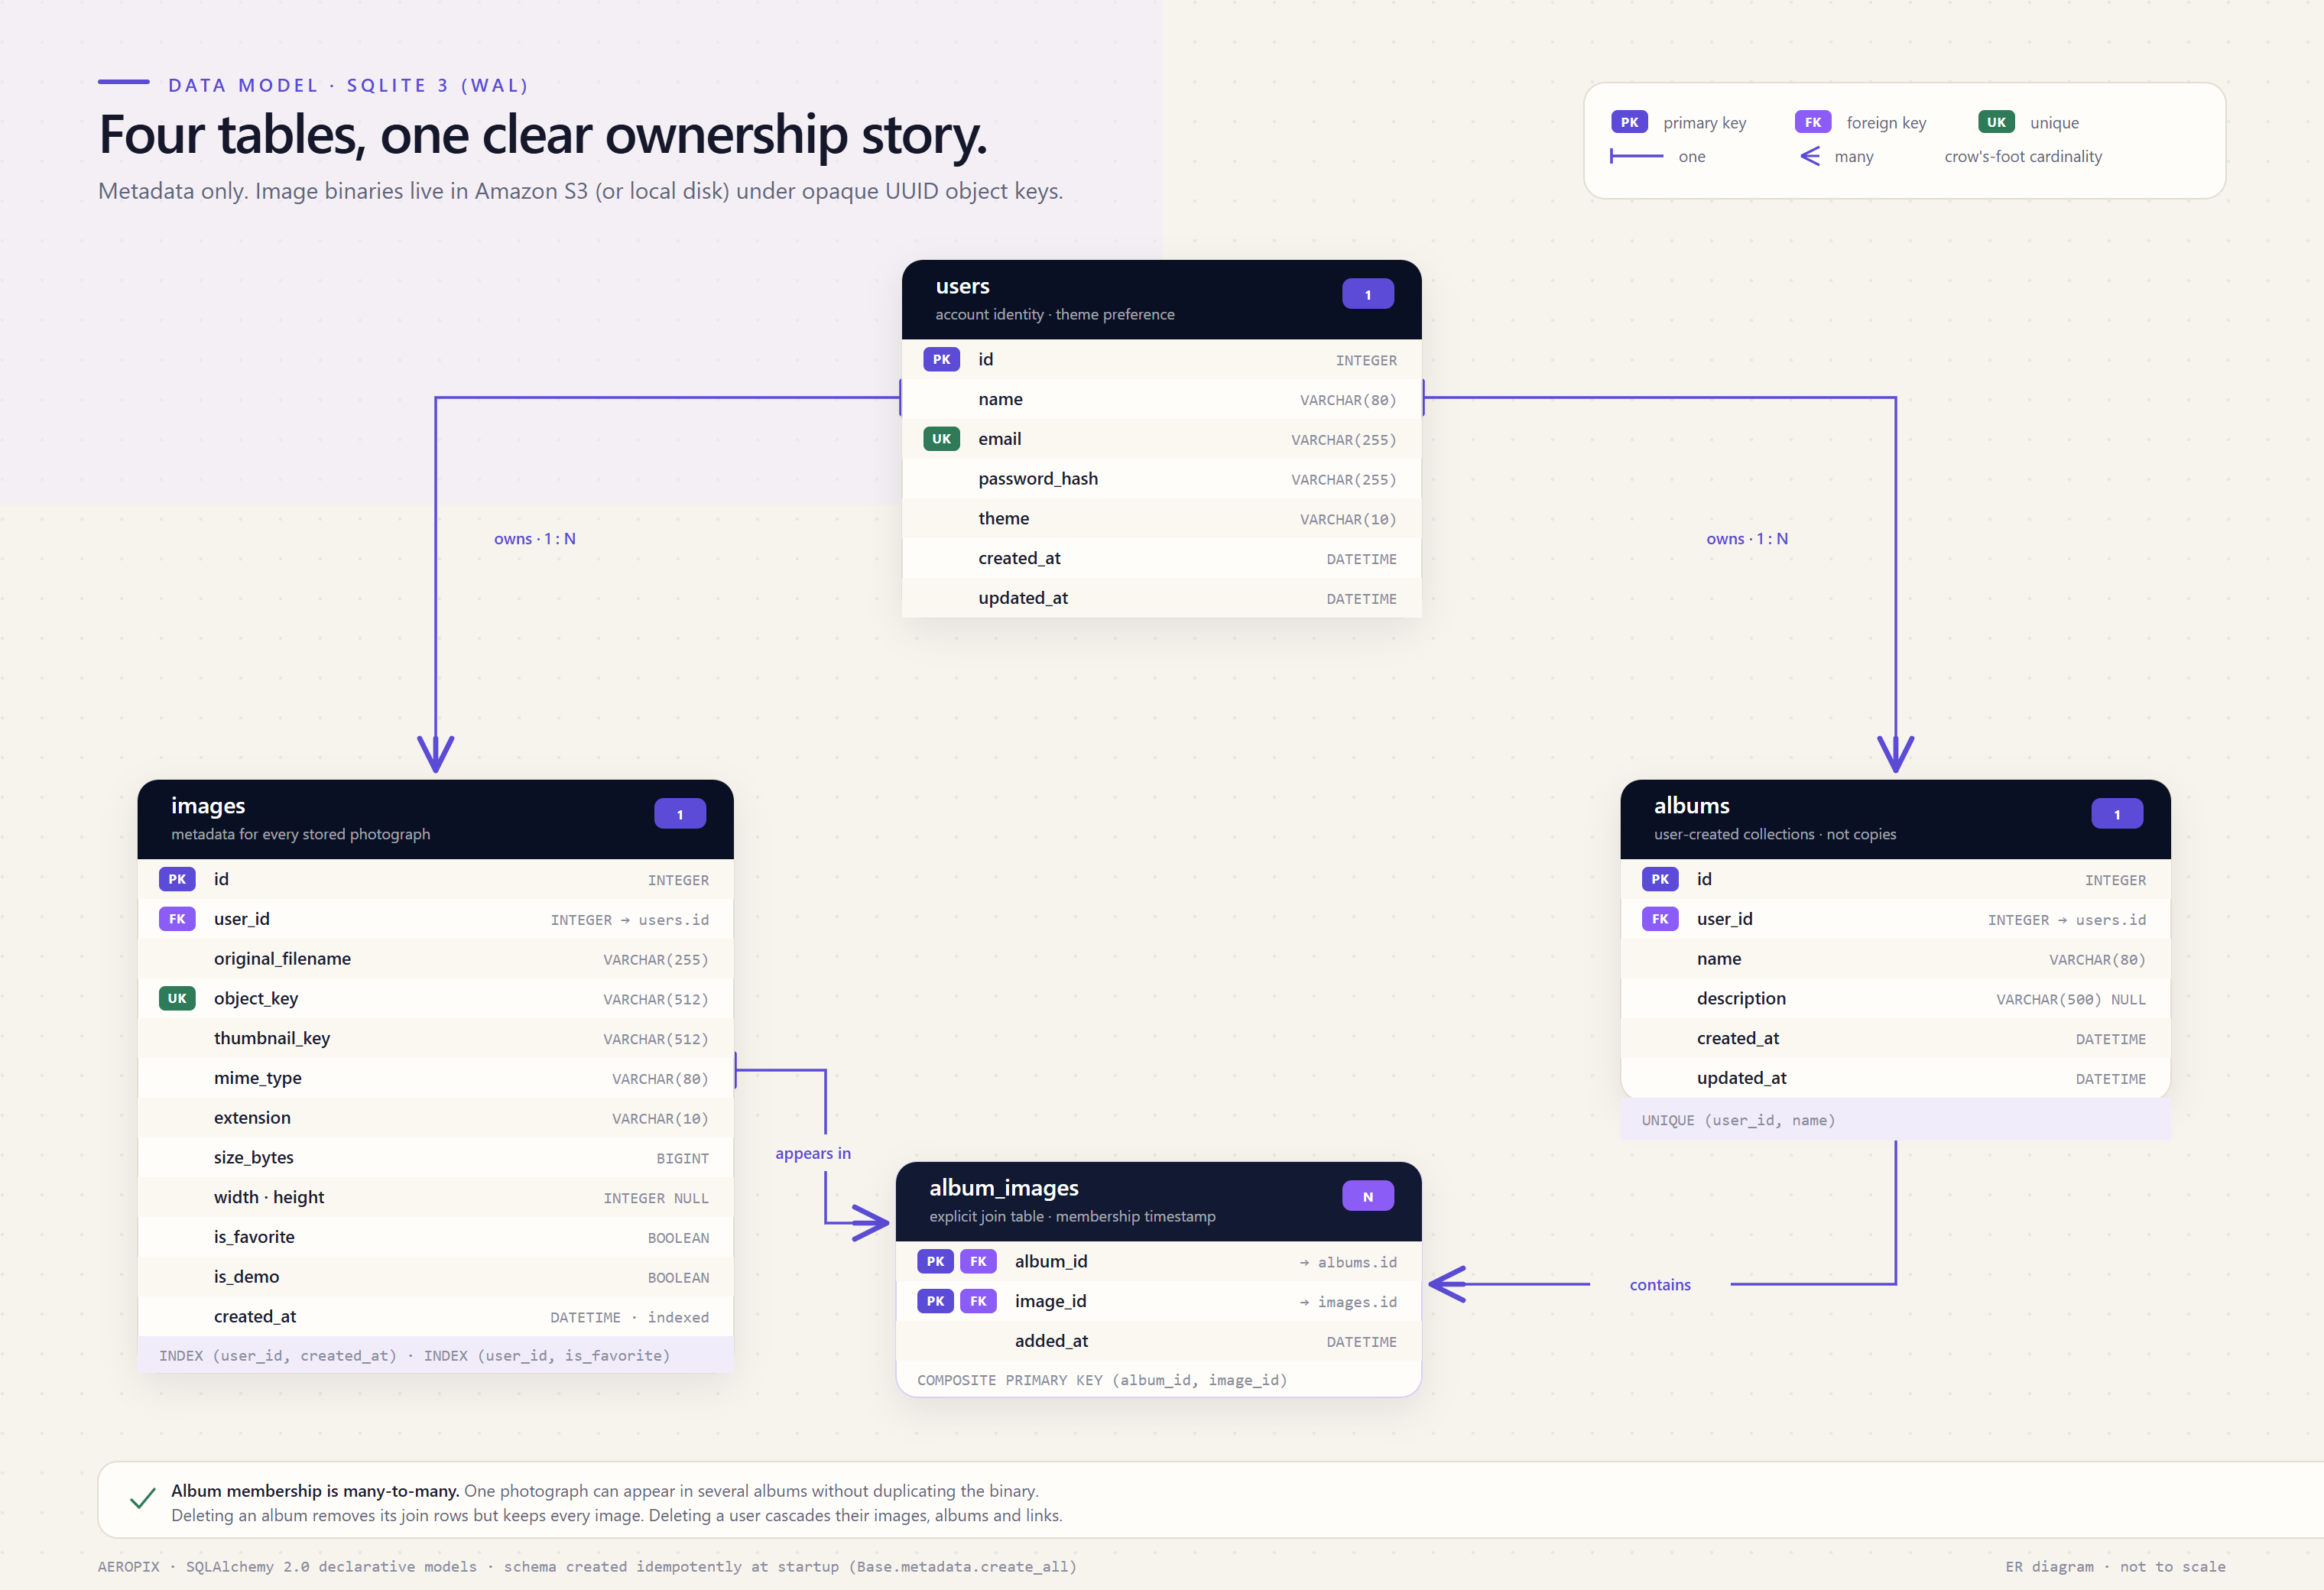 DATA MODEL · SQLITE 3 (WAL)
Four tables, one clear ownership story.
Metadata only. Image binaries live in Amazon S3 (or local disk) under opaque UUID object keys.
PK primary key FK foreign key UK unique
one many crow's-foot cardinality
users 1
account identity · theme preference
PK id INTEGER
name VARCHAR(80)
UK email VARCHAR(255)
password_hash VARCHAR(255)
theme VARCHAR(10)
created_at DATETIME
updated_at DATETIME
owns · 1 : N
owns · 1 : N
images 1
metadata for every stored photograph
PK id INTEGER
FK user_id INTEGER → users.id
original_filename VARCHAR(255)
UK object_key VARCHAR(512)
thumbnail_key VARCHAR(512)
mime_type VARCHAR(80)
extension VARCHAR(10)
size_bytes BIGINT
width · height INTEGER NULL
is_favorite BOOLEAN
is_demo BOOLEAN
created_at DATETIME · indexed
INDEX (user_id, created_at) · INDEX (user_id, is_favorite)
appears in
albums 1
user-created collections · not copies
PK id INTEGER
FK user_id INTEGER → users.id
name VARCHAR(80)
description VARCHAR(500) NULL
created_at DATETIME
updated_at DATETIME
UNIQUE (user_id, name)
album_images N
explicit join table · membership timestamp
PK FK album_id → albums.id
PK FK image_id → images.id
added_at DATETIME
COMPOSITE PRIMARY KEY (album_id, image_id)
contains
Album membership is many-to-many. One photograph can appear in several albums without duplicating the binary.
Deleting an album removes its join rows but keeps every image. Deleting a user cascades their images, albums and links.
AEROPIX · SQLAlchemy 2.0 declarative models · schema created idempotently at startup (Base.metadata.create_all)
ER diagram · not to scale